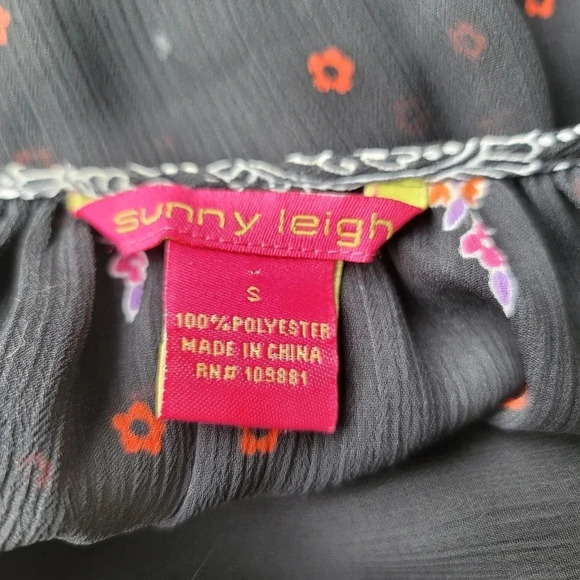 sunny leigh
S
100% POLYESTER
MADE IN CHINA
RN# 109881